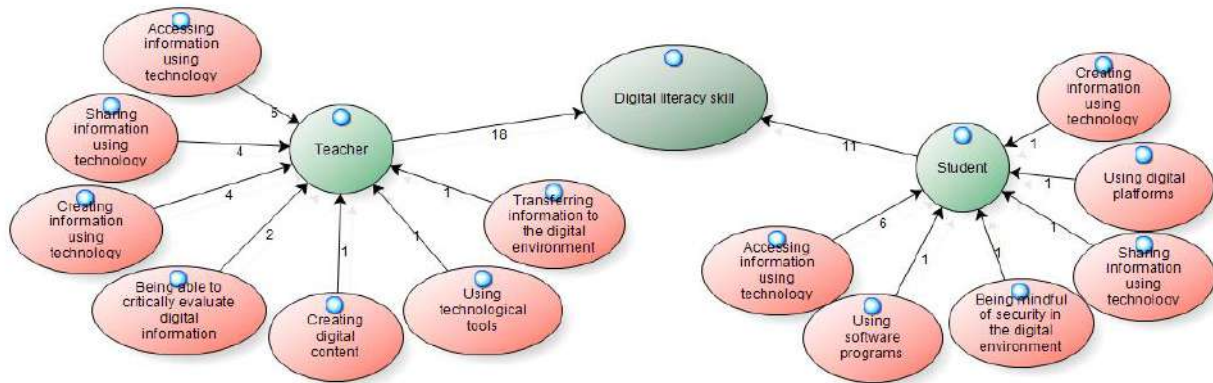 Accessing
information
using
technology
5
Sharing
information
using
technology
4
Creating
information
using
technology
4
Being able to
critically evaluate
digital
information
2
Creating
digital
content
1
Using
technological
tools
1
Transferring
information to
the digital
environment
1
Teacher
18
Digital literacy skill
11
Student
Creating
information
using
technology
1
Using digital
platforms
1
Sharing
information
using
technology
1
Being mindful
of security in
the digital
environment
1
Using
software
programs
1
Accessing
information
using
technology
6